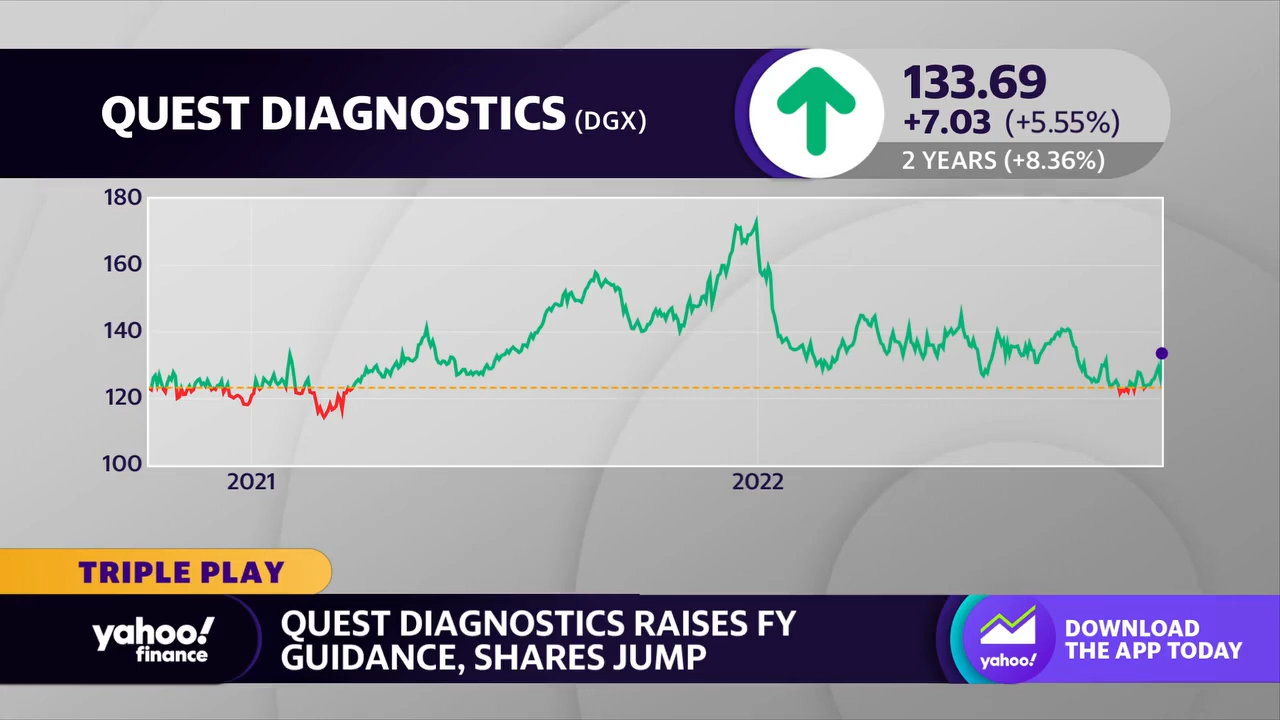 QUEST DIAGNOSTICS (DGX)
133.69
+7.03 (+5.55%)
2 YEARS (+8.36%)
180
160
140
120
100
2021 2022
TRIPLE PLAY
yahoo!
finance
QUEST DIAGNOSTICS RAISES FY
GUIDANCE, SHARES JUMP
yahoo!
DOWNLOAD
THE APP TODAY